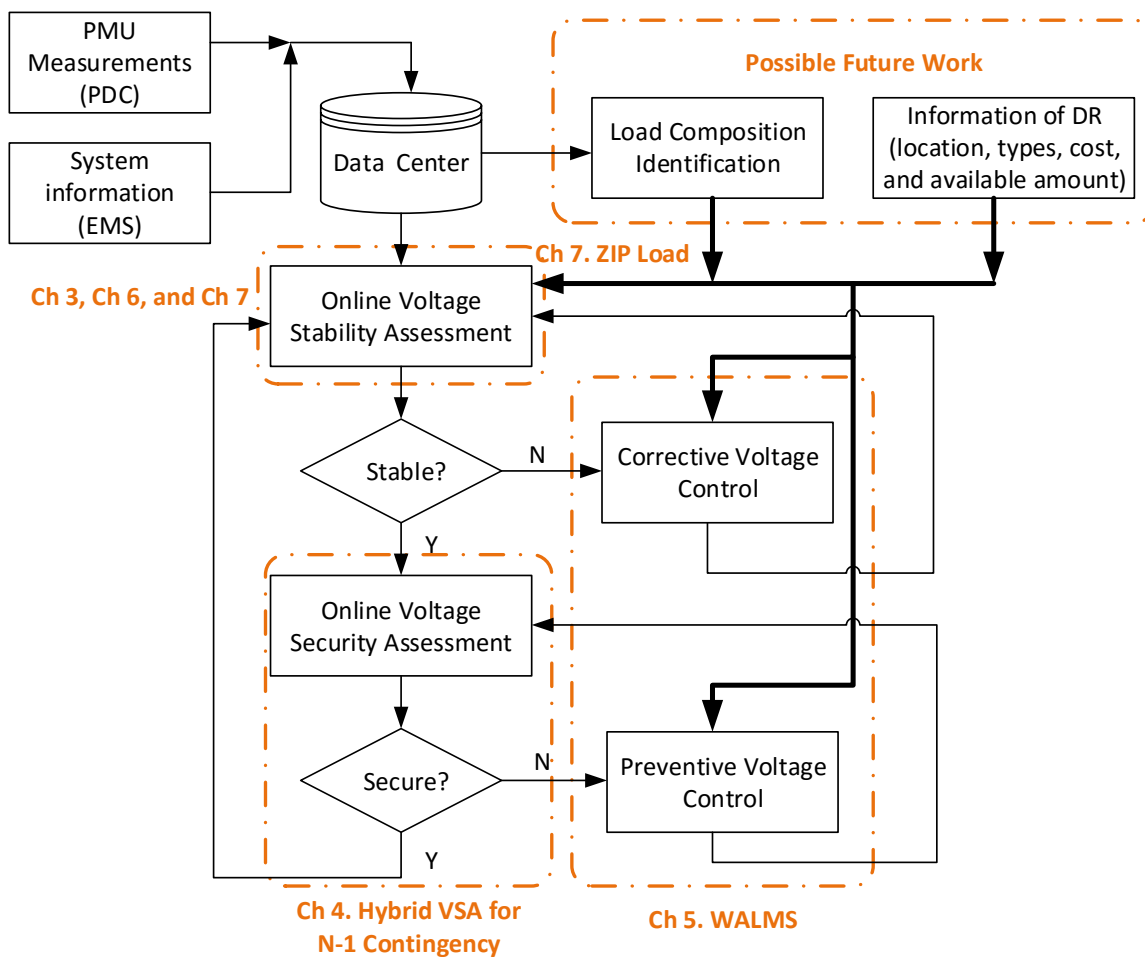 PMU
Measurements
(PDC)
System
information
(EMS)
Data Center
Possible Future Work
Load Composition
Identification
Information of DR
(location, types, cost,
and available amount)
Ch 7. ZIP Load
Ch 3, Ch 6, and Ch 7
Online Voltage
Stability Assessment
Stable?
N
Corrective Voltage
Control
Y
Online Voltage
Security Assessment
Secure?
N
Preventive Voltage
Control
Y
Ch 4. Hybrid VSA for
N-1 Contingency
Ch 5. WALMS